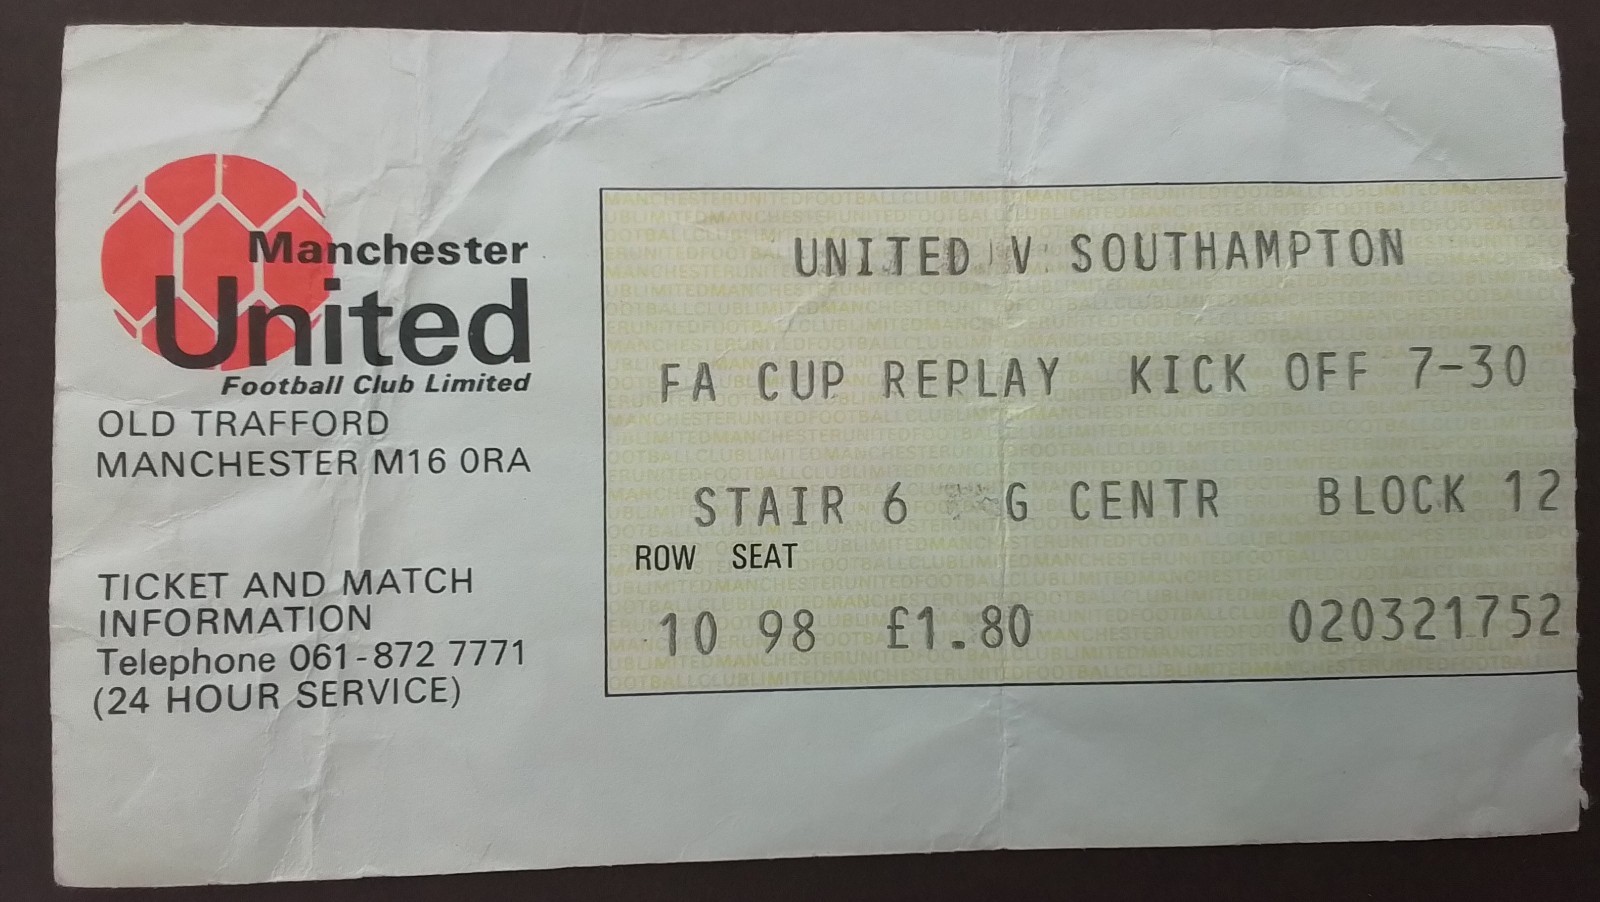 Manchester
United
Football Club Limited
OLD TRAFFORD
MANCHESTER M16 0RA
TICKET AND MATCH
INFORMATION
Telephone 061-872 7771
(24 HOUR SERVICE)
UNITED V SOUTHAMPTON
FA CUP REPLAY KICK OFF 7-30
STAIR 6 G CENTR BLOCK 12
ROW SEAT
10 98 £1.80 020321752